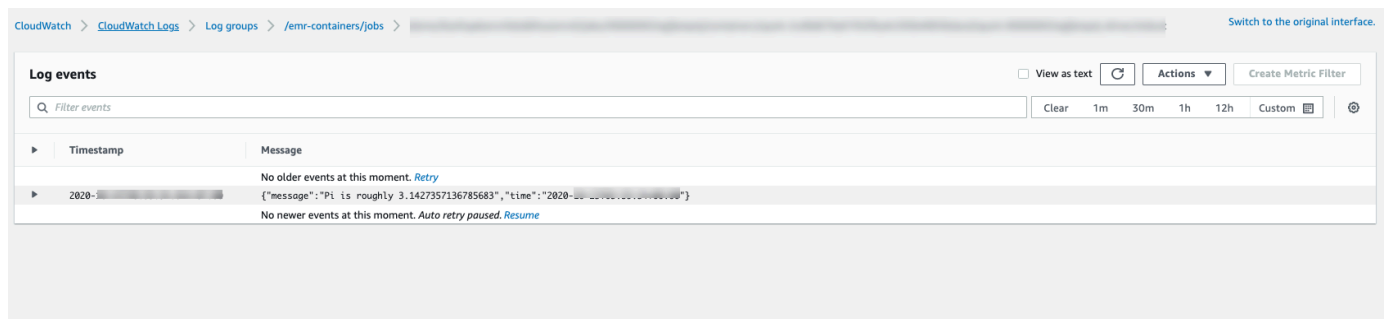 CloudWatch > CloudWatch Logs > Log groups > /emr-containers/jobs >
Switch to the original interface.
Log events
View as text
Actions ▼
Create Metric Filter
Filter events
Clear 1m 30m 1h 12h Custom
Timestamp Message
No older events at this moment. Retry
2020- {"message":"Pi is roughly 3.1427357136785683","time":"2020- "}
No newer events at this moment. Auto retry paused. Resume